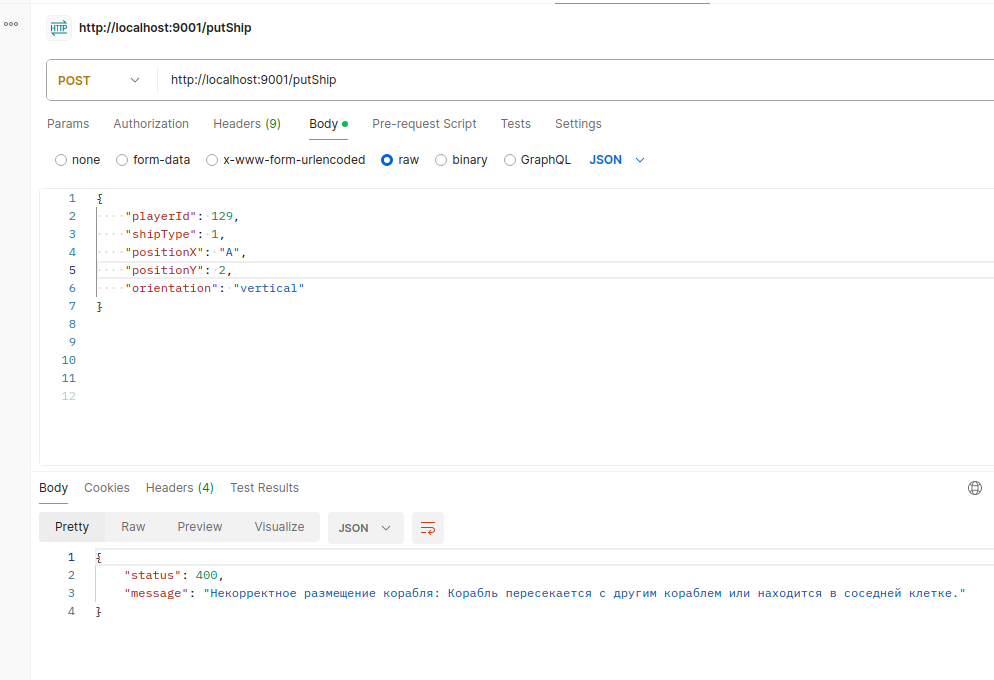 HTTP http://localhost:9001/putShip
POST http://localhost:9001/putShip
Params Authorization Headers (9) Body Pre-request Script Tests Settings
none form-data x-www-form-urlencoded raw binary GraphQL JSON
1 {
2 "playerId": 129,
3 "shipType": 1,
4 "positionX": "A",
5 "positionY": 2,
6 "orientation": "vertical"
7 }
8
9
10
11
12
Body Cookies Headers (4) Test Results
Pretty Raw Preview Visualize JSON
1 {
2 "status": 400,
3 "message": "Некорректное размещение корабля: Корабль пересекается с другим кораблем или находится в соседней клетке."
4 }